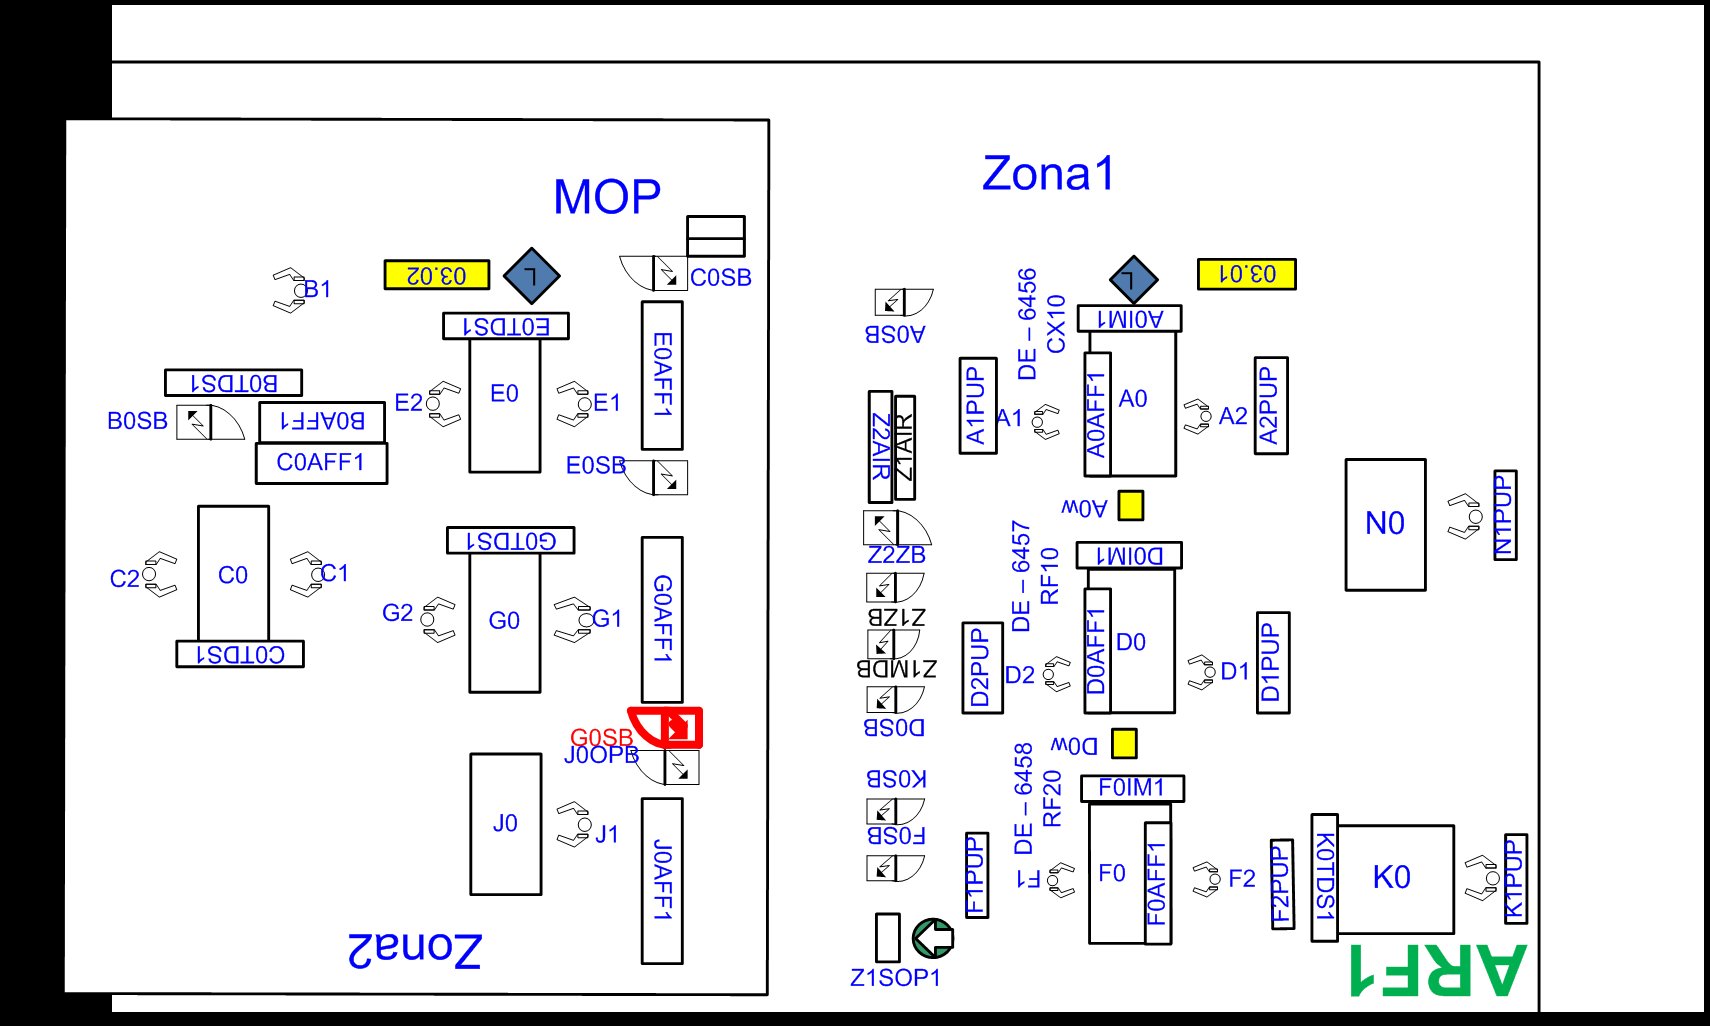 MOP
Zona1
C0SB
B1
03.02
L
E0TDS1
E0AFF1
E2
E0
E1
B0TDS1
B0SB
B0AFF1
C0AFF1
E0SB
C2
C0
C1
C0TDS1
G0TDS1
G2
G0
G1
G0AFF1
G0SB
J0OPB
J0
J1
J0AFF1
Zona2
A0SB
DE – 6456
CX10
L
03.01
A0IM1
A1PUP
A1
A0AFF1
A0
A2
A2PUP
Z2AIR
Z1AIR
A0w
Z2ZB
Z1ZB
Z1MDB
D0SB
DE – 6457
RF10
D0IM1
D2PUP
D2
D0AFF1
D0
D1
D1PUP
D0w
N0
N1PUP
K0SB
F0SB
DE – 6458
RF20
F0IM1
F1PUP
F1
F0
F0AFF1
F2
F2PUP
K0TDS1
K0
K1PUP
Z1SOP1
ARF1